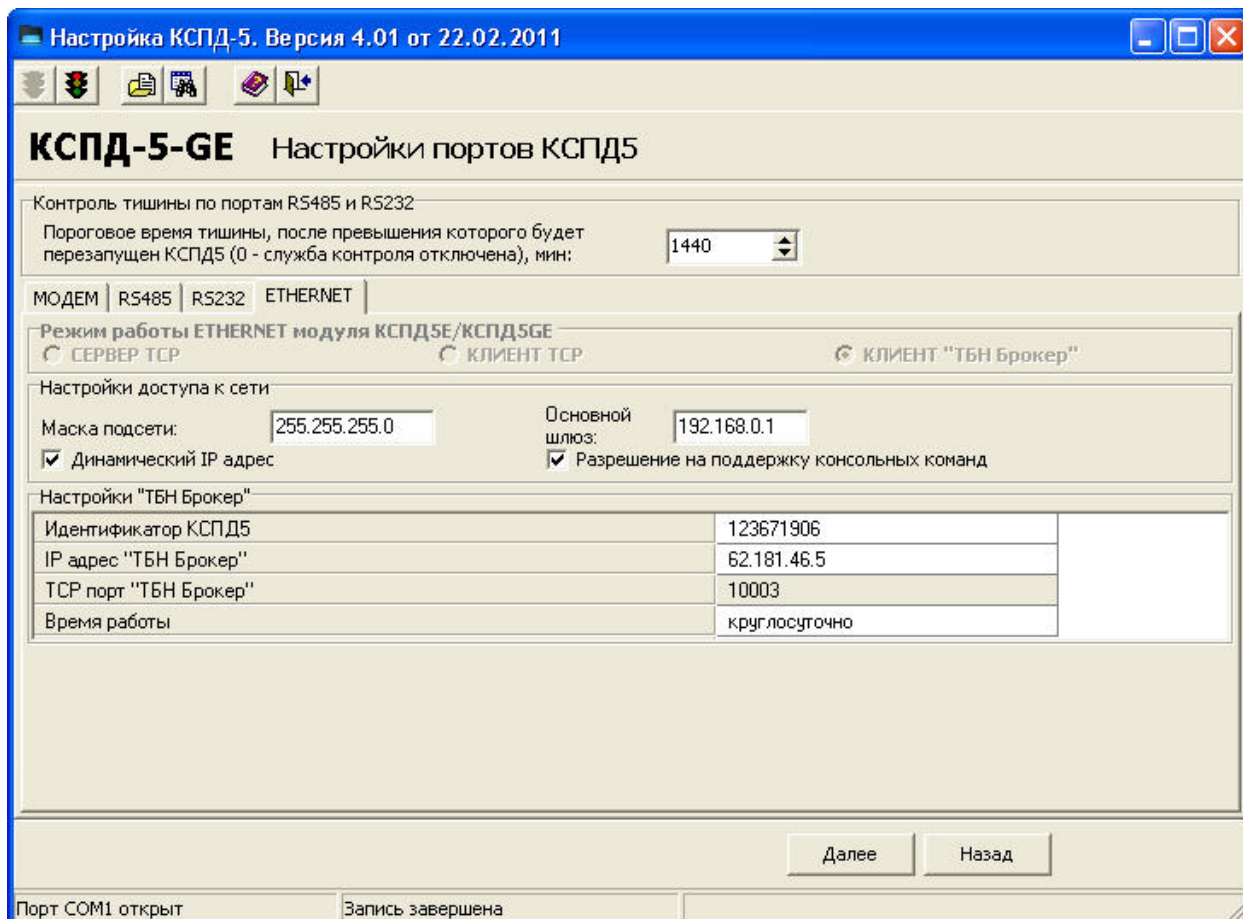 Настройка КСПД-5. Версия 4.01 от 22.02.2011
КСПД-5-GE Настройки портов КСПД5
Контроль тишины по портам RS485 и RS232
Пороговое время тишины, после превышения которого будет
перезапущен КСПД5 (0 - служба контроля отключена), мин:
1440
МОДЕМ RS485 RS232 ETHERNET
Режим работы ETHERNET модуля КСПД5E/КСПД5GE
СЕРВЕР TCP КЛИЕНТ TCP КЛИЕНТ "ТБН Брокер"
Настройки доступа к сети
Маска подсети: 255.255.255.0
Основной
шлюз:
192.168.0.1
Динамический IP адрес Разрешение на поддержку консольных команд
Настройки "ТБН Брокер"
Идентификатор КСПД5 123671906
IP адрес "ТБН Брокер" 62.181.46.5
TCP порт "ТБН Брокер" 10003
Время работы круглосуточно
Далее Назад
Порт COM1 открыт Запись завершена